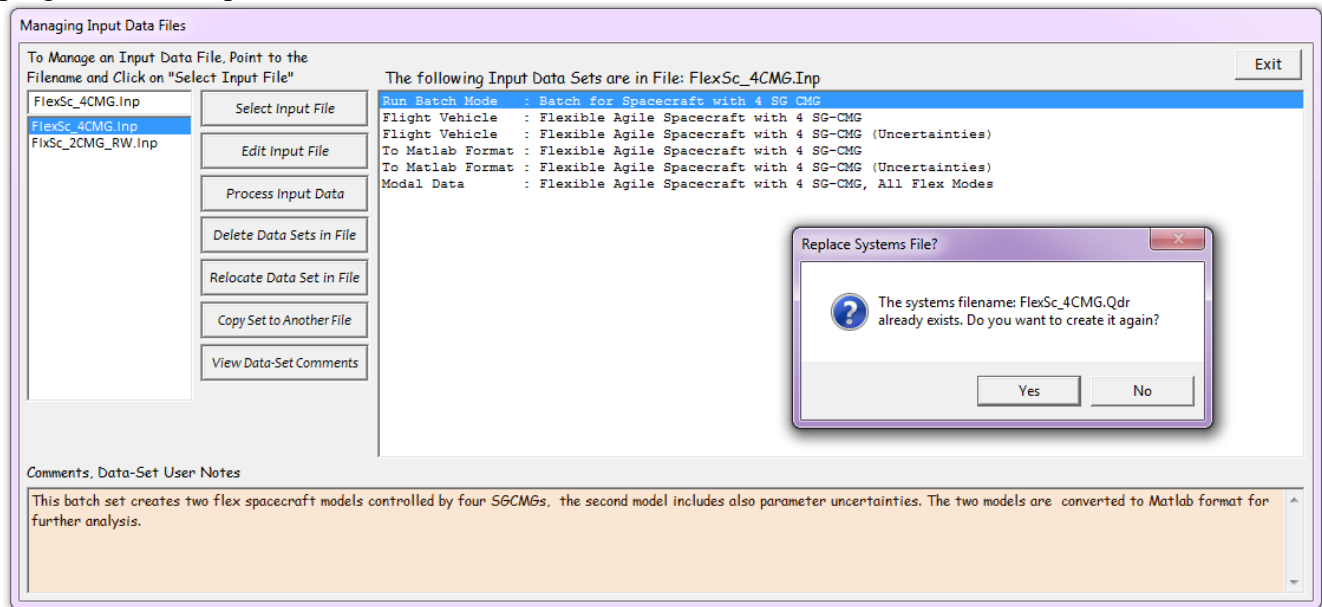 Managing Input Data Files
To Manage an Input Data File, Point to the
Filename and Click on "Select Input File"
The following Input Data Sets are in File: FlexSc_4CMG.Inp
Exit
FlexSc_4CMG.Inp
FlexSc_4CMG.Inp
FlxSc_2CMG_RW.Inp
Select Input File
Edit Input File
Process Input Data
Delete Data Sets in File
Relocate Data Set in File
Copy Set to Another File
View Data-Set Comments
Run Batch Mode : Batch for Spacecraft with 4 SG CMG
Flight Vehicle : Flexible Agile Spacecraft with 4 SG-CMG
Flight Vehicle : Flexible Agile Spacecraft with 4 SG-CMG (Uncertainties)
To Matlab Format : Flexible Agile Spacecraft with 4 SG-CMG
To Matlab Format : Flexible Agile Spacecraft with 4 SG-CMG (Uncertainties)
Modal Data : Flexible Agile Spacecraft with 4 SG-CMG, All Flex Modes
Replace Systems File?
The systems filename: FlexSc_4CMG.Qdr
already exists. Do you want to create it again?
Yes
No
Comments, Data-Set User Notes
This batch set creates two flex spacecraft models controlled by four SGCMGs, the second model includes also parameter uncertainties. The two models are converted to Matlab format for
further analysis.